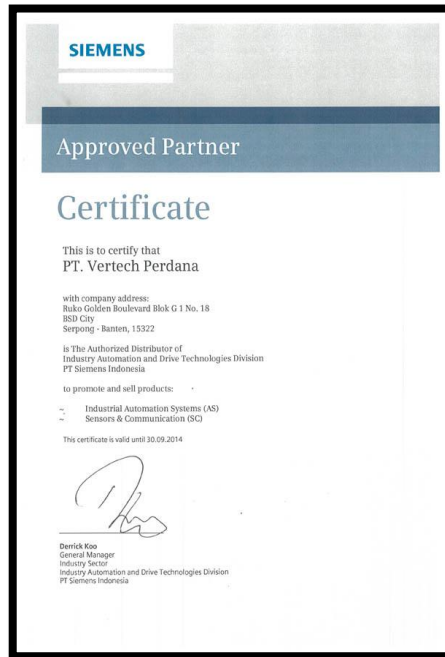 SIEMENS
Approved Partner
Certificate
This is to certify that
PT. Vertech Perdana
with company address:
Ruko Golden Boulevard Blok G 1 No. 18
BSD City
Serpong - Banten, 15322
is The Authorized Distributor of
Industry Automation and Drive Technologies Division
PT Siemens Indonesia
to promote and sell products:
~ Industrial Automation Systems (AS)
~ Sensors & Communication (SC)
This certificate is valid until 30.09.2014
Derrick Koo
General Manager
Industry Sector
Industry Automation and Drive Technologies Division
PT Siemens Indonesia